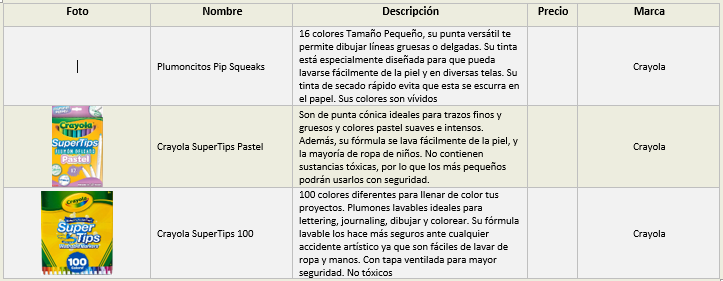 Foto Nombre Descripción Precio Marca
Plumoncitos Pip Squeaks
16 colores Tamaño Pequeño, su punta versátil te
permite dibujar líneas gruesas o delgadas. Su tinta
está especialmente diseñada para que pueda
lavarse fácilmente de la piel y en diversas telas. Su
tinta de secado rápido evita que esta se escurra en
el papel. Sus colores son vívidos
Crayola
Crayola
SuperTips
Pastel
Crayola SuperTips Pastel
Son de punta cónica ideales para trazos finos y
gruesos y colores pastel suaves e intensos.
Además, su fórmula se lava fácilmente de la piel, y
la mayoría de ropa de niños. No contienen
sustancias tóxicas, por lo que los más pequeños
podrán usarlos con seguridad.
Crayola
Crayola
Super
Tips
100
Crayola SuperTips 100
100 colores diferentes para llenar de color tus
proyectos. Plumones lavables ideales para
lettering, journaling, dibujar y colorear. Su fórmula
lavable los hace más seguros ante cualquier
accidente artístico ya que son fáciles de lavar de
ropa y manos. Con tapa ventilada para mayor
seguridad. No tóxicos
Crayola